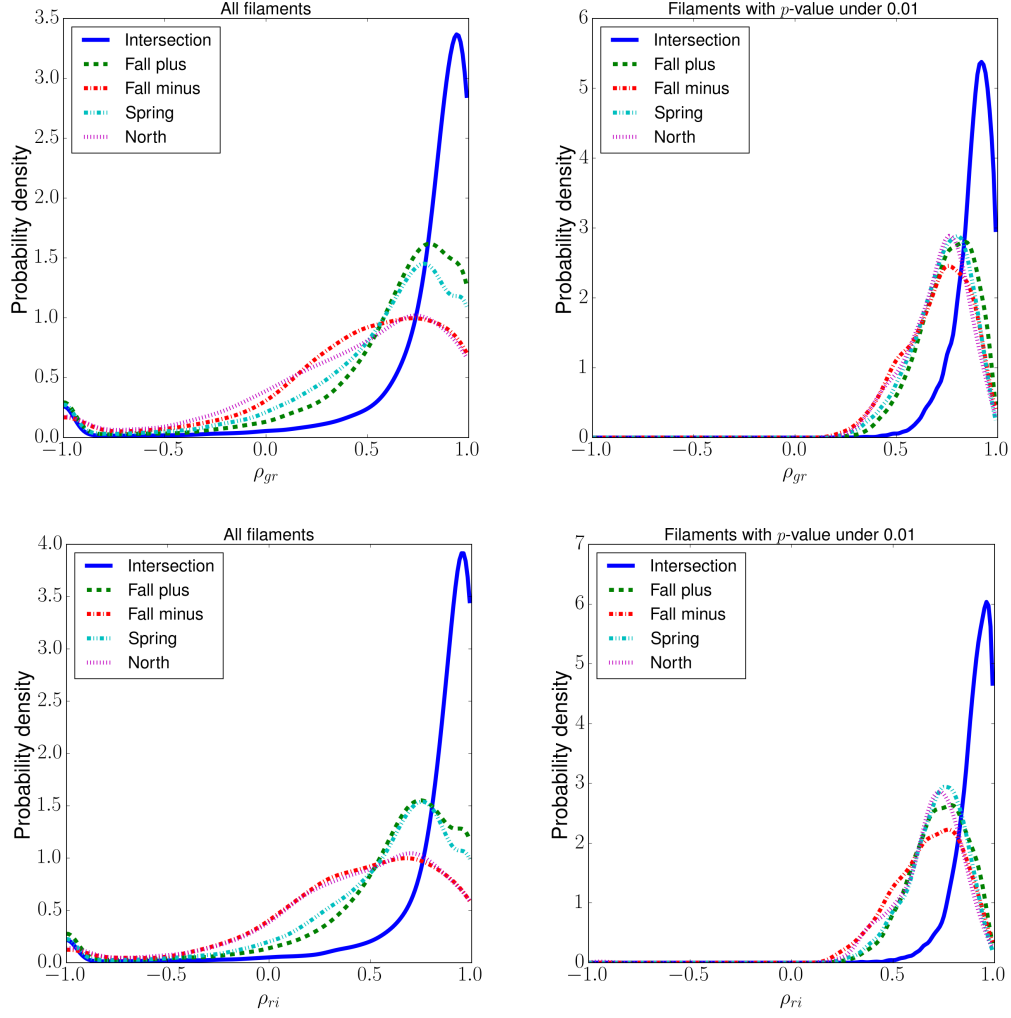 All filaments
3.5
3.0
2.5
2.0
1.5
1.0
0.5
0.0
Probability density
Intersection
Fall plus
Fall minus
Spring
North
−1.0 −0.5 0.0 0.5 1.0
ρgr
Filaments with p-value under 0.01
6
5
4
3
2
1
0
Probability density
Intersection
Fall plus
Fall minus
Spring
North
−1.0 −0.5 0.0 0.5 1.0
ρgr
All filaments
4.0
3.5
3.0
2.5
2.0
1.5
1.0
0.5
0.0
Probability density
Intersection
Fall plus
Fall minus
Spring
North
−1.0 −0.5 0.0 0.5 1.0
ρri
Filaments with p-value under 0.01
7
6
5
4
3
2
1
0
Probability density
Intersection
Fall plus
Fall minus
Spring
North
−1.0 −0.5 0.0 0.5 1.0
ρri